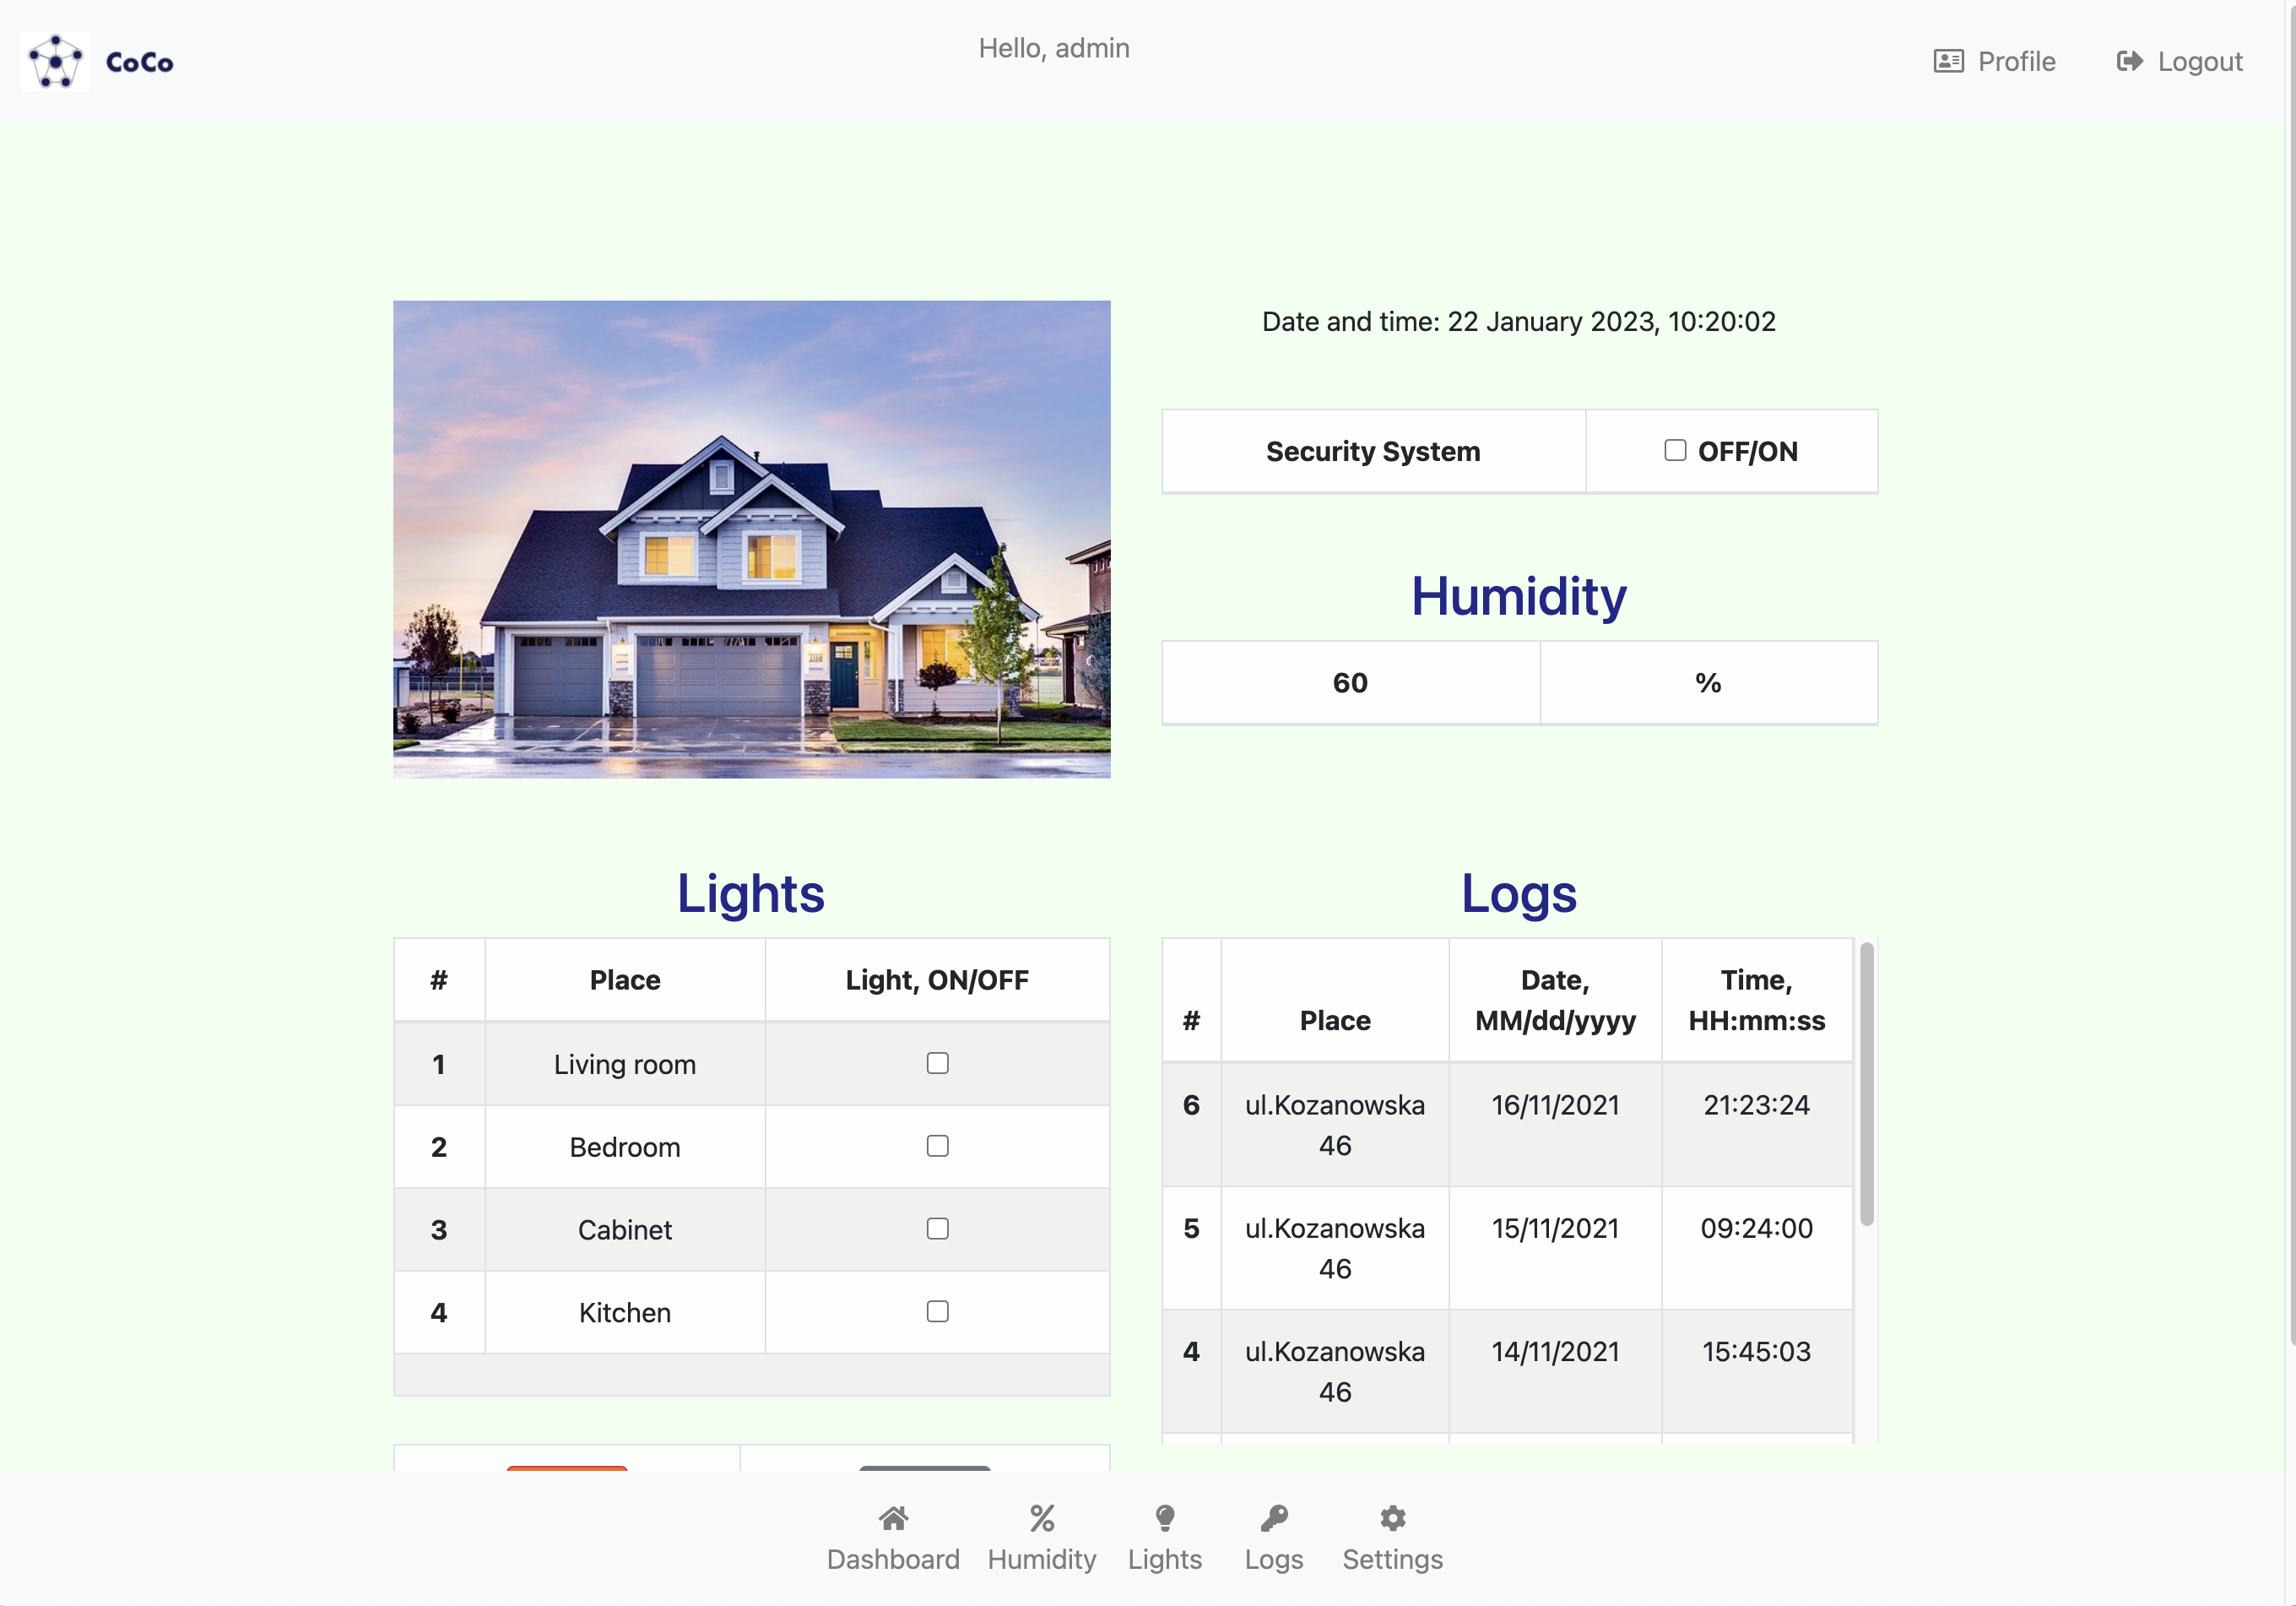 CoCo
Hello, admin
Profile
Logout
Date and time: 22 January 2023, 10:20:02
Security System OFF/ON
Humidity
60 %
Lights
# Place Light, ON/OFF
1 Living room
2 Bedroom
3 Cabinet
4 Kitchen
Logs
# Place Date, MM/dd/yyyy Time, HH:mm:ss
6 ul.Kozanowska 46 16/11/2021 21:23:24
5 ul.Kozanowska 46 15/11/2021 09:24:00
4 ul.Kozanowska 46 14/11/2021 15:45:03
Dashboard
Humidity
Lights
Logs
Settings